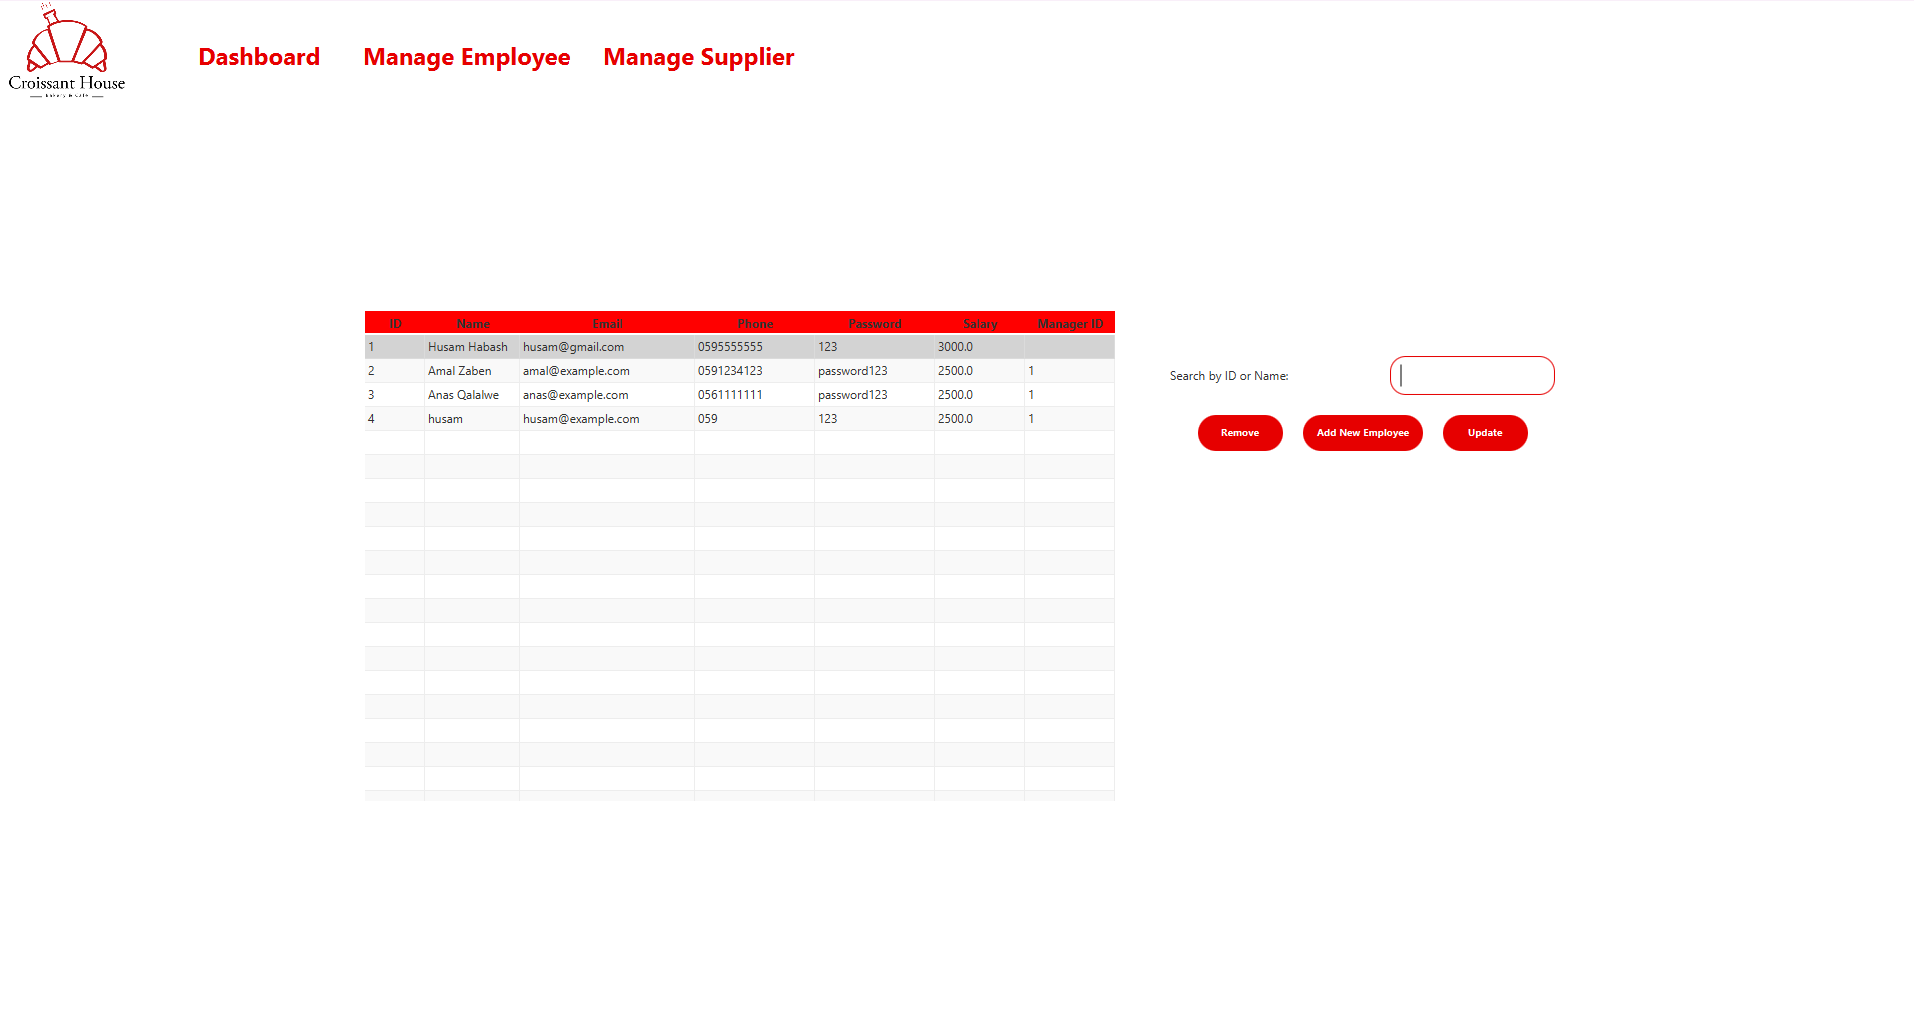 Croissant House
Dashboard Manage Employee Manage Supplier
ID Name Email Phone Password Salary Manager ID
1 Husam Habash husam@gmail.com 0595555555 123 3000.0
2 Amal Zaben amal@example.com 0591234123 password123 2500.0 1
3 Anas Qalalwe anas@example.com 0561111111 password123 2500.0 1
4 husam husam@example.com 059 123 2500.0 1
Search by ID or Name:
Remove Add New Employee Update